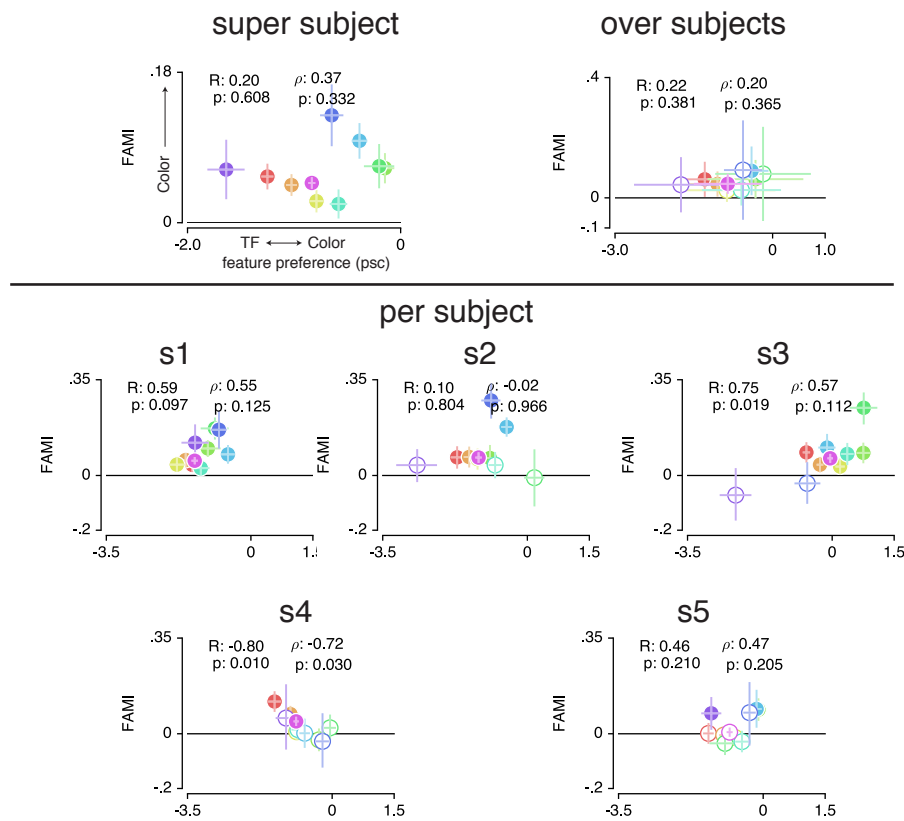 super subject
over subjects
.18
R: 0.20
p: 0.608
ρ: 0.37
p: 0.332
FAMI
Color
0
-2.0
0
TF
Color
feature preference (psc)
.4
R: 0.22
p: 0.381
ρ: 0.20
p: 0.365
FAMI
0
-.1
-3.0
0
1.0
per subject
s1
s2
s3
.35
R: 0.59
p: 0.097
ρ: 0.55
p: 0.125
FAMI
0
-.2
-3.5
0
1.5
.35
R: 0.10
p: 0.804
ρ: -0.02
p: 0.966
FAMI
0
-.2
-3.5
0
1.5
.35
R: 0.75
p: 0.019
ρ: 0.57
p: 0.112
FAMI
0
-.2
-3.5
0
1.5
s4
s5
.35
R: -0.80
p: 0.010
ρ: -0.72
p: 0.030
FAMI
0
-.2
-3.5
0
1.5
.35
R: 0.46
p: 0.210
ρ: 0.47
p: 0.205
FAMI
0
-.2
-3.5
0
1.5